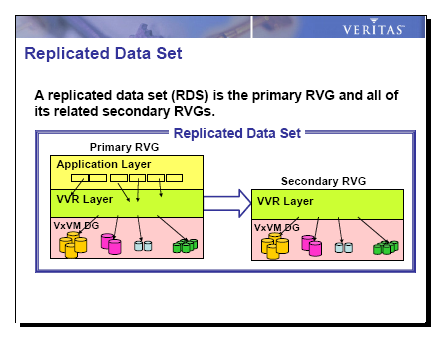 VERITAS
Replicated Data Set
A replicated data set (RDS) is the primary RVG and all of
its related secondary RVGs.
Replicated Data Set
Primary RVG
Application Layer
VVR Layer
VxVM DG
Secondary RVG
VVR Layer
VxVM DG